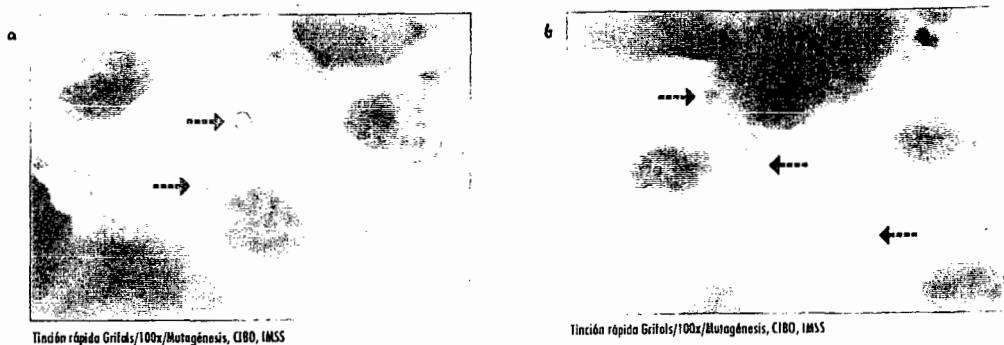 a
b
Tinción rápida Grifols/100x/Mutagénesis, CIBO, IMSS
Tinción rápida Grifols/100x/Mutagénesis, CIBO, IMSS